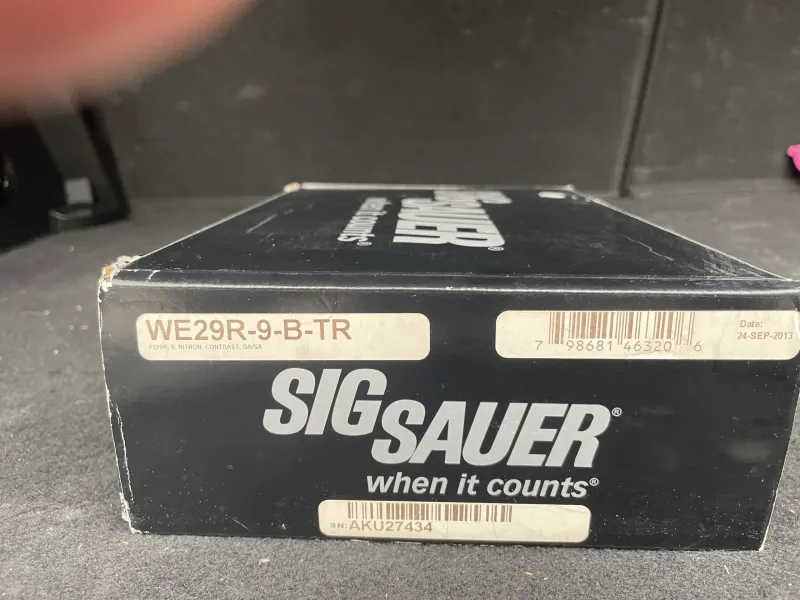 SIG SAUER®
when it counts®
WE29R-9-B-TR
P229R, 9, NITRON, CONTRAST, DA/SA
7 98681 46320 6
Date:
24-SEP-2013
SIG SAUER®
when it counts®
SN: AKU27434